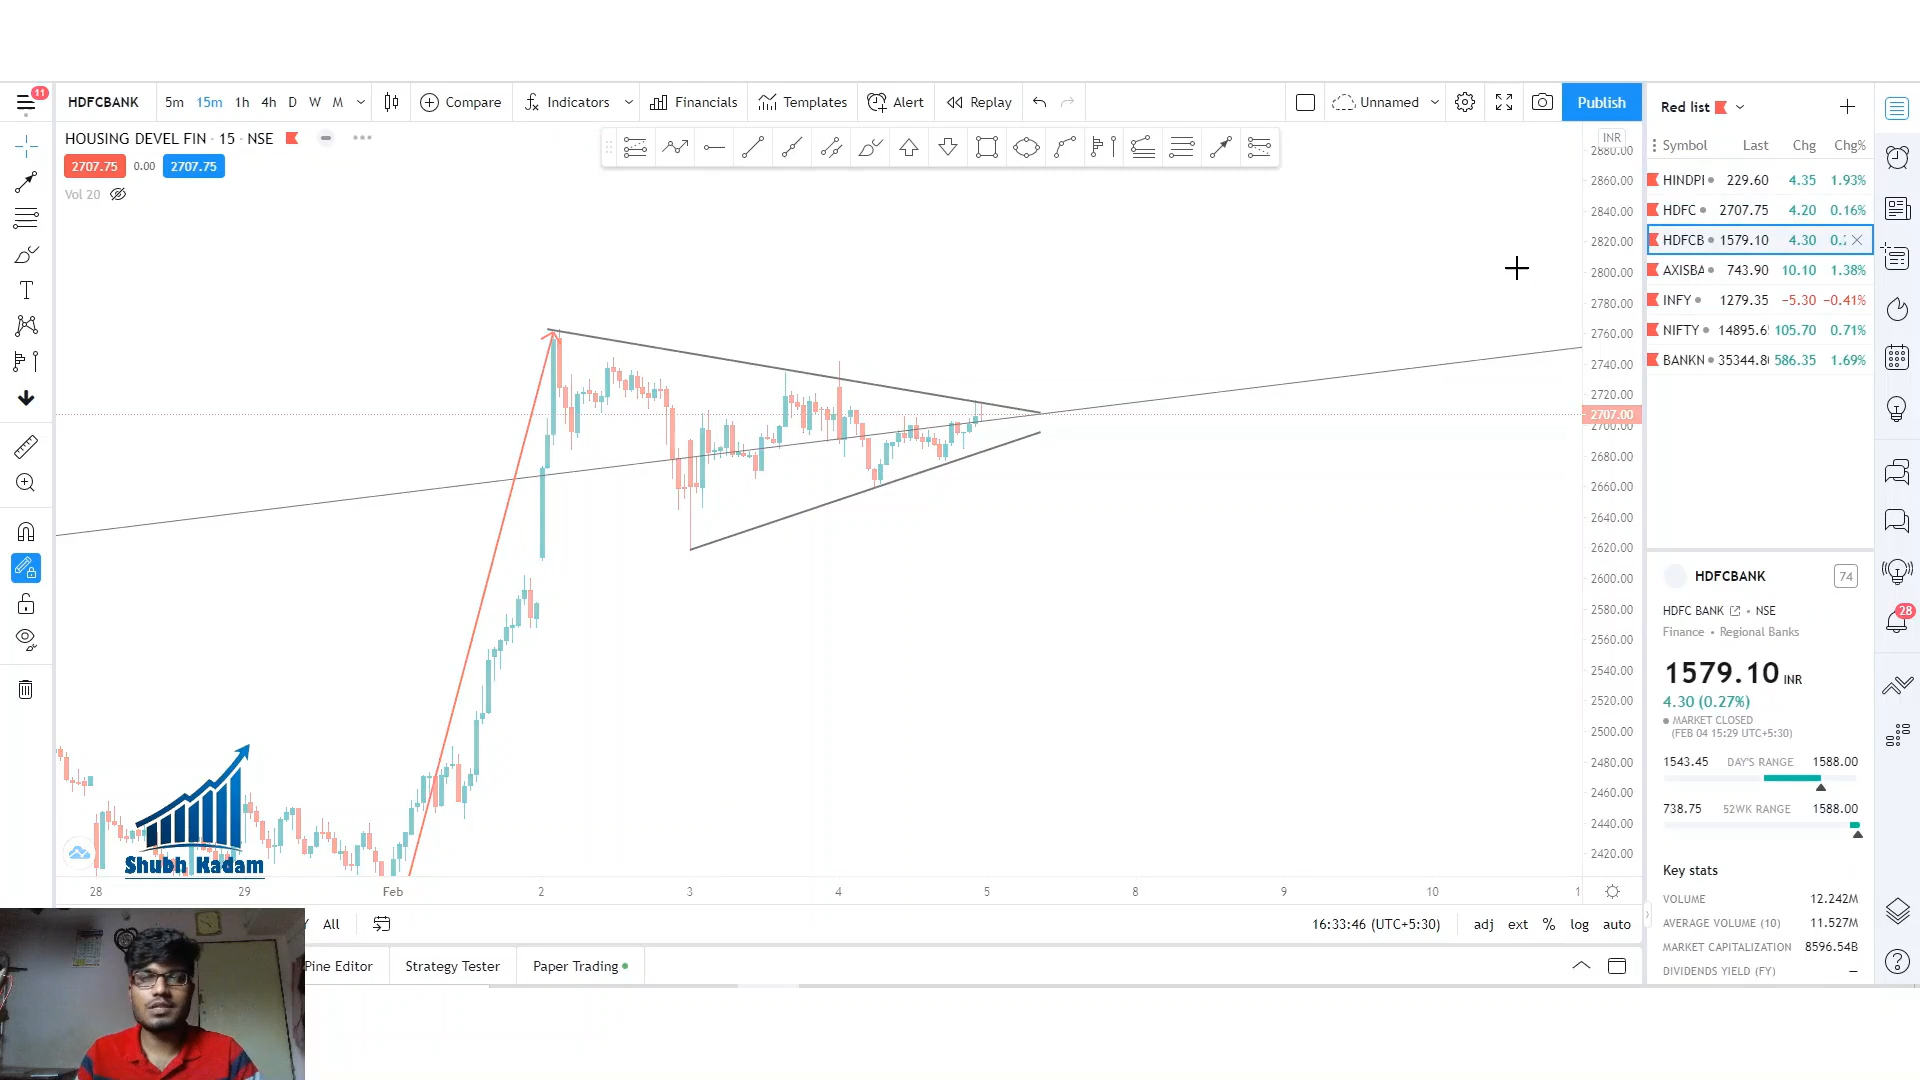 11
HDFCBANK 5m 15m 1h 4h D W M Compare Indicators Financials Templates Alert Replay Unnamed Publish
Red list
HOUSING DEVEL FIN · 15 · NSE
2707.75 0.00 2707.75
Vol 20
INR
2880.00
2860.00
2840.00
2820.00
2800.00
2780.00
2760.00
2740.00
2720.00
2707.00
2700.00
2680.00
2660.00
2640.00
2620.00
2600.00
2580.00
2560.00
2540.00
2520.00
2500.00
2480.00
2460.00
2440.00
2420.00
Symbol Last Chg Chg%
HINDPI 229.60 4.35 1.93%
HDFC 2707.75 4.20 0.16%
HDFCB 1579.10 4.30
AXISBA 743.90 10.10 1.38%
INFY 1279.35 −5.30 −0.41%
NIFTY 14895.6 105.70 0.71%
BANKN 35344.8 586.35 1.69%
HDFCBANK 74
HDFC BANK • NSE
Finance • Regional Banks
28
1579.10 INR
4.30 (0.27%)
MARKET CLOSED
(FEB 04 15:29 UTC+5:30)
1543.45 DAY'S RANGE 1588.00
738.75 52WK RANGE 1588.00
Key stats
VOLUME 12.242M
AVERAGE VOLUME (10) 11.527M
MARKET CAPITALIZATION 8596.54B
DIVIDENDS YIELD (FY) —
Shubh Kadam
28 29 Feb 2 3 4 5 8 9 10
All 16:33:46 (UTC+5:30) adj ext % log auto
Pine Editor Strategy Tester Paper Trading